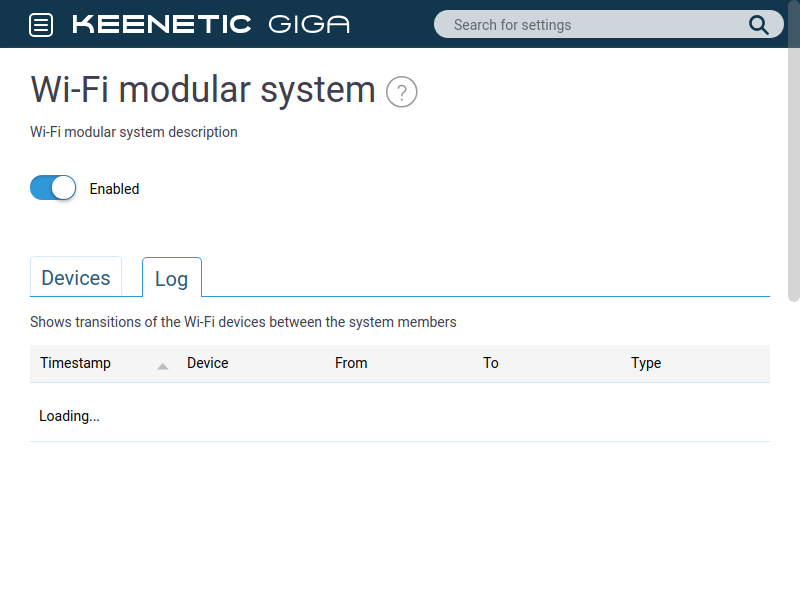 KEENETIC GIGA
Search for settings
Wi-Fi modular system ?
Wi-Fi modular system description
Enabled
Devices
Log
Shows transitions of the Wi-Fi devices between the system members
Timestamp Device From To Type
Loading...